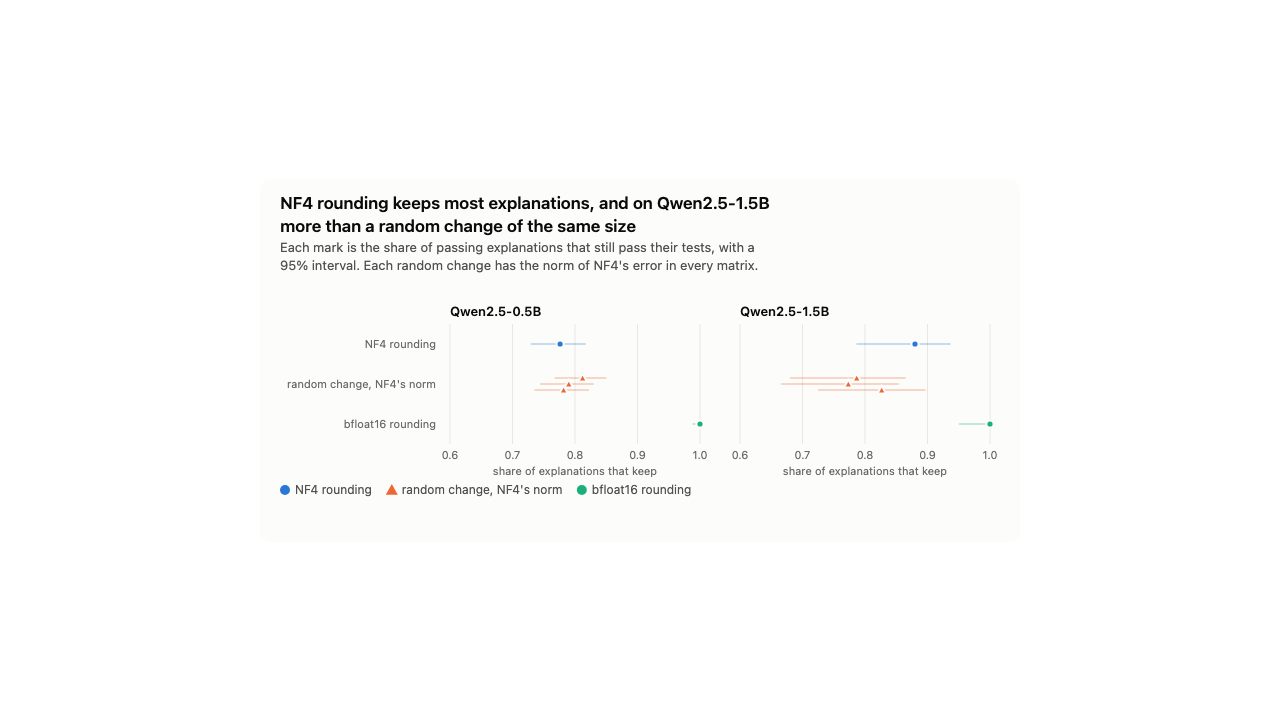 NF4 rounding keeps most explanations, and on Qwen2.5-1.5B
more than a random change of the same size
Each mark is the share of passing explanations that still pass their tests, with a
95% interval. Each random change has the norm of NF4's error in every matrix.
Qwen2.5-0.5B
Qwen2.5-1.5B
NF4 rounding
random change, NF4's norm
bfloat16 rounding
0.6 0.7 0.8 0.9 1.0
0.6 0.7 0.8 0.9 1.0
share of explanations that keep
share of explanations that keep
NF4 rounding
random change, NF4's norm
bfloat16 rounding